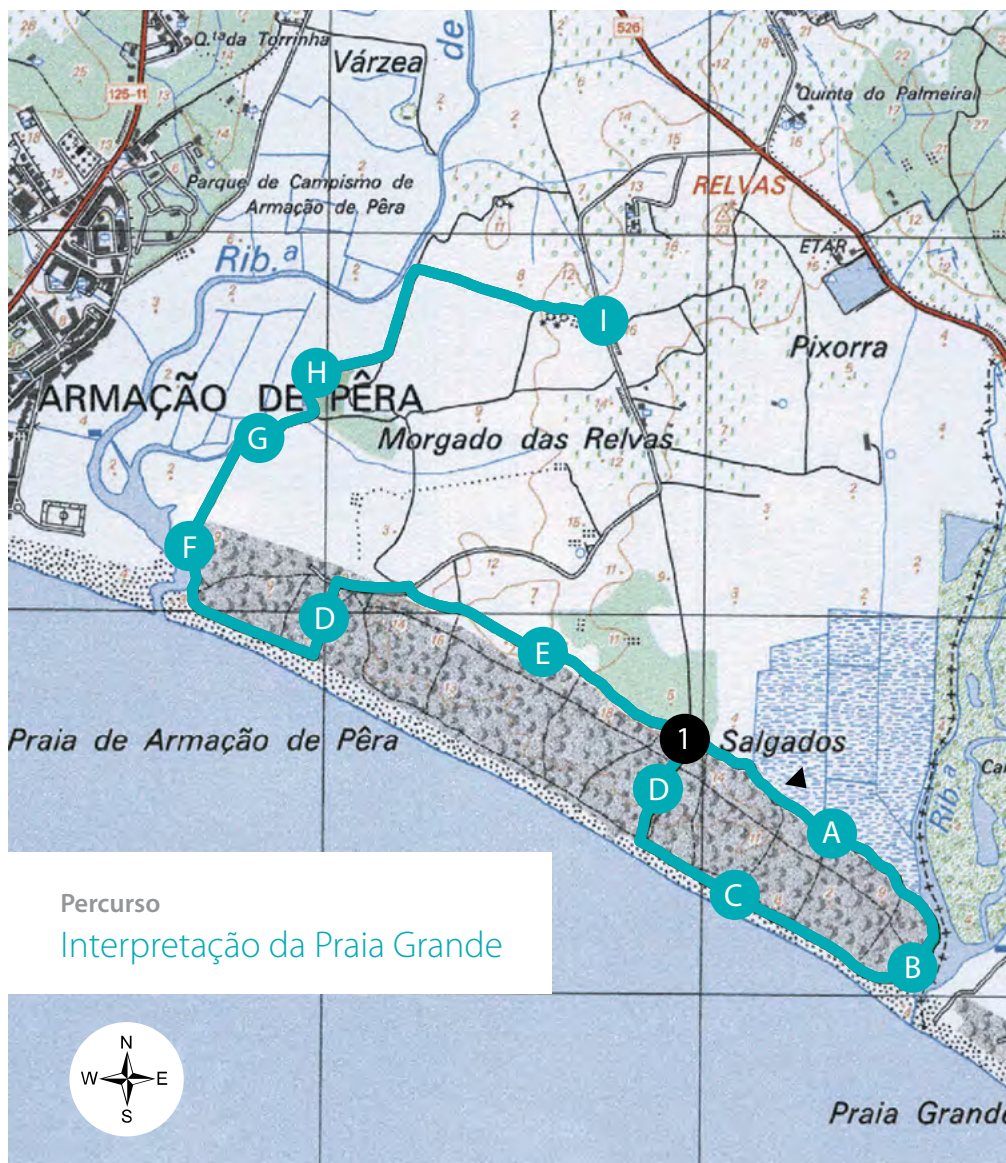 526
Q.ta da Torrinha
Várzea
de
125-11
Quinta do Palmeiral
Parque de Campismo de
Armação de Pêra
RELVAS
ETAR
Rib.a
I
Pixorra
H
ARMAÇÃO DE PÊRA
G
Morgado das Relvas
F
D
E
1
Salgados
Praia de Armação de Pêra
D
A
Rib.a
C
B
Percurso
Interpretação da Praia Grande
N
W E
S
Praia Grande